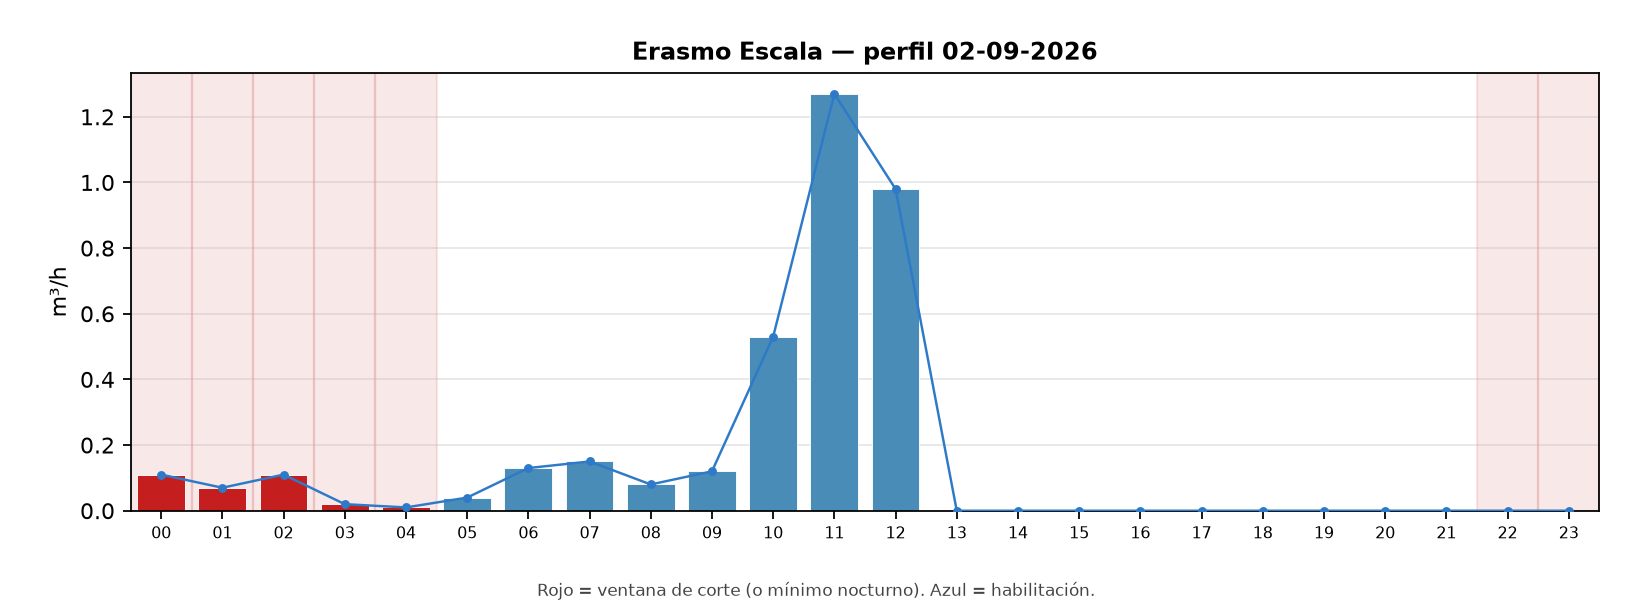 Erasmo Escala — perfil 02-09-2026
m³/h
1.2
1.0
0.8
0.6
0.4
0.2
0.0
00 01 02 03 04 05 06 07 08 09 10 11 12 13 14 15 16 17 18 19 20 21 22 23
Rojo = ventana de corte (o mínimo nocturno). Azul = habilitación.